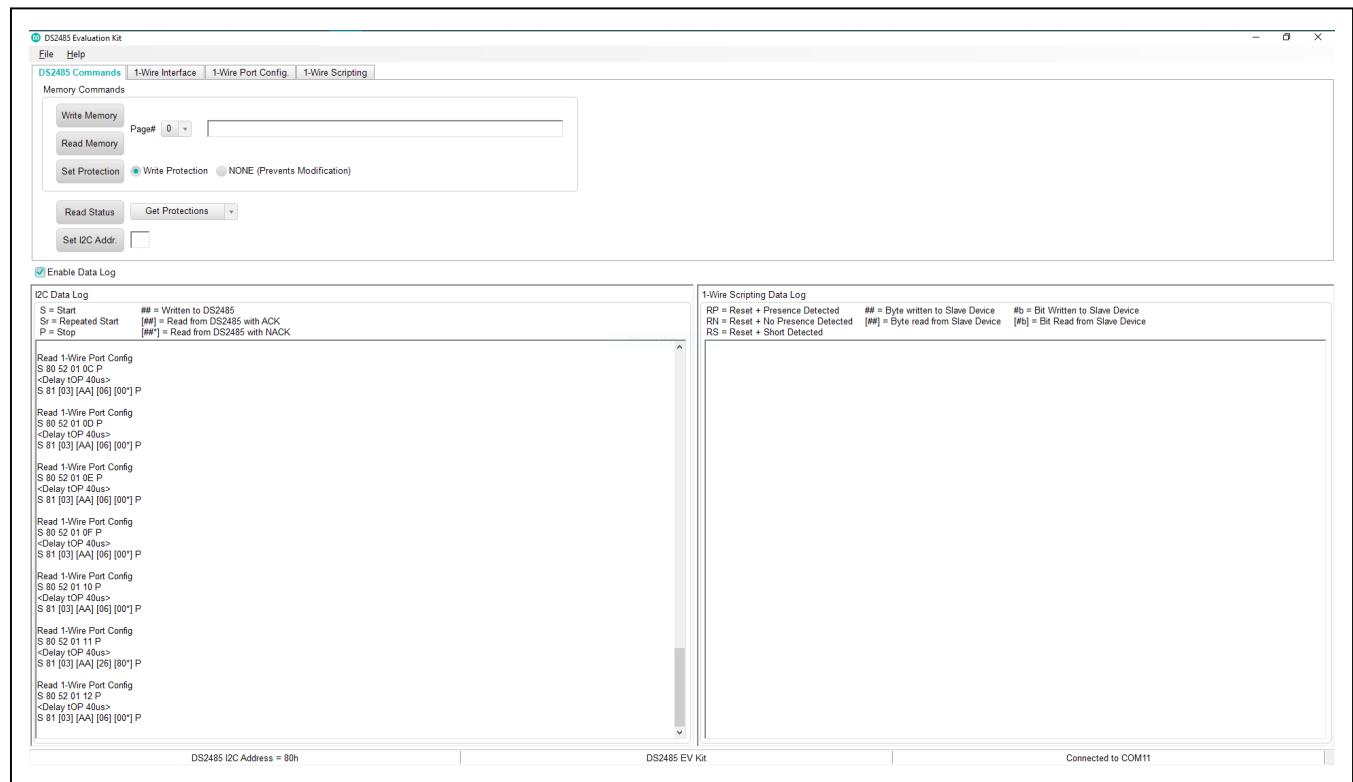 DS2485 Evaluation Kit
File Help
DS2485 Commands 1-Wire Interface 1-Wire Port Config. 1-Wire Scripting
Memory Commands
Write Memory
Page# 0
Read Memory
Set Protection Write Protection NONE (Prevents Modification)
Read Status Get Protections
Set I2C Addr.
Enable Data Log
I2C Data Log
S = Start ## = Written to DS2485
Sr = Repeated Start [##] = Read from DS2485 with ACK
P = Stop [##*] = Read from DS2485 with NACK
Read 1-Wire Port Config
S 80 52 01 0C P
<Delay tOP 40us>
S 81 [03] [AA] [06] [00*] P
Read 1-Wire Port Config
S 80 52 01 0D P
<Delay tOP 40us>
S 81 [03] [AA] [06] [00*] P
Read 1-Wire Port Config
S 80 52 01 0E P
<Delay tOP 40us>
S 81 [03] [AA] [06] [00*] P
Read 1-Wire Port Config
S 80 52 01 0F P
<Delay tOP 40us>
S 81 [03] [AA] [06] [00*] P
Read 1-Wire Port Config
S 80 52 01 10 P
<Delay tOP 40us>
S 81 [03] [AA] [06] [00*] P
Read 1-Wire Port Config
S 80 52 01 11 P
<Delay tOP 40us>
S 81 [03] [AA] [26] [80*] P
Read 1-Wire Port Config
S 80 52 01 12 P
<Delay tOP 40us>
S 81 [03] [AA] [06] [00*] P
1-Wire Scripting Data Log
RP = Reset + Presence Detected ## = Byte written to Slave Device #b = Bit Written to Slave Device
RN = Reset + No Presence Detected [##] = Byte read from Slave Device [#b] = Bit Read from Slave Device
RS = Reset + Short Detected
DS2485 I2C Address = 80h DS2485 EV Kit Connected to COM11